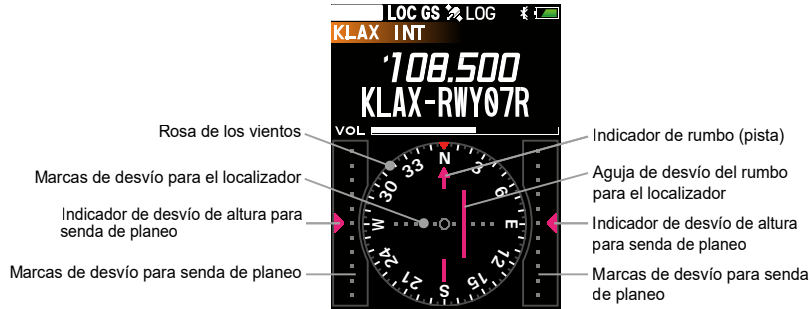 LOC GS LOG
KLAX INT
108.500
KLAX-RWY07R
VOL
N
3
6
E
12
15
S
21
24
W
30
33
Rosa de los vientos
Marcas de desvío para el localizador
Indicador de desvío de altura para
senda de planeo
Marcas de desvío para senda de planeo
Indicador de rumbo (pista)
Aguja de desvío del rumbo
para el localizador
Indicador de desvío de altura
para senda de planeo
Marcas de desvío para senda
de planeo